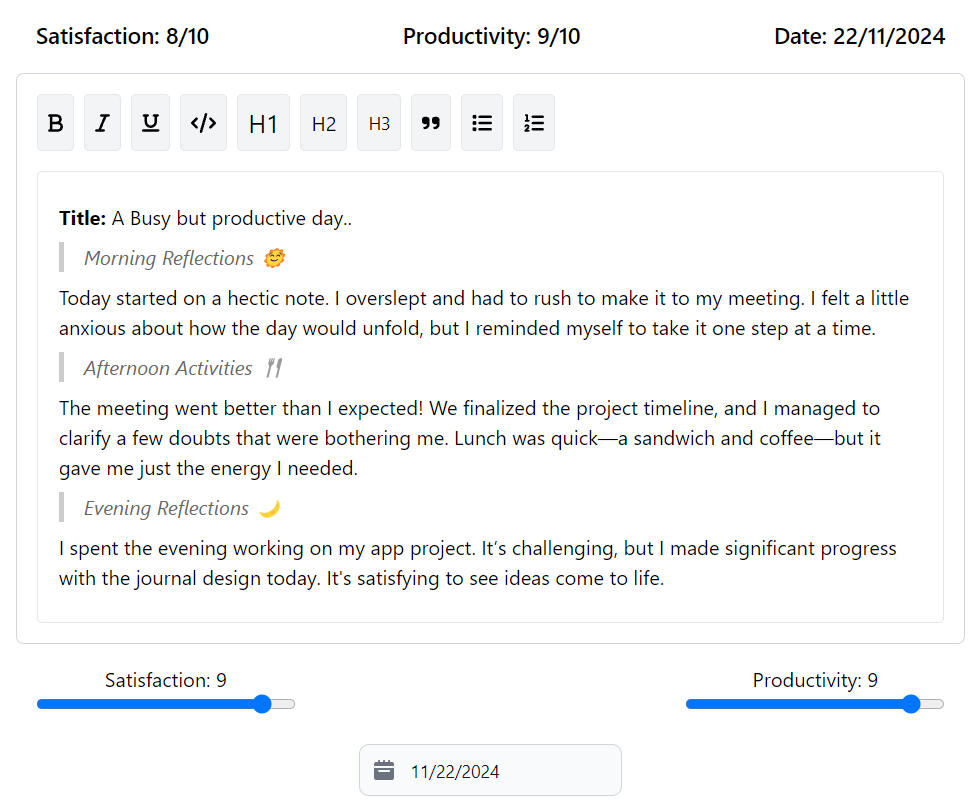 Satisfaction: 8/10 Productivity: 9/10 Date: 22/11/2024
B I U </> H1 H2 H3
Title: A Busy but productive day..
Morning Reflections 🌞
Today started on a hectic note. I overslept and had to rush to make it to my meeting. I felt a little
anxious about how the day would unfold, but I reminded myself to take it one step at a time.
Afternoon Activities 🍴
The meeting went better than I expected! We finalized the project timeline, and I managed to
clarify a few doubts that were bothering me. Lunch was quick—a sandwich and coffee—but it
gave me just the energy I needed.
Evening Reflections 🌙
I spent the evening working on my app project. It’s challenging, but I made significant progress
with the journal design today. It's satisfying to see ideas come to life.
Satisfaction: 9 Productivity: 9
11/22/2024